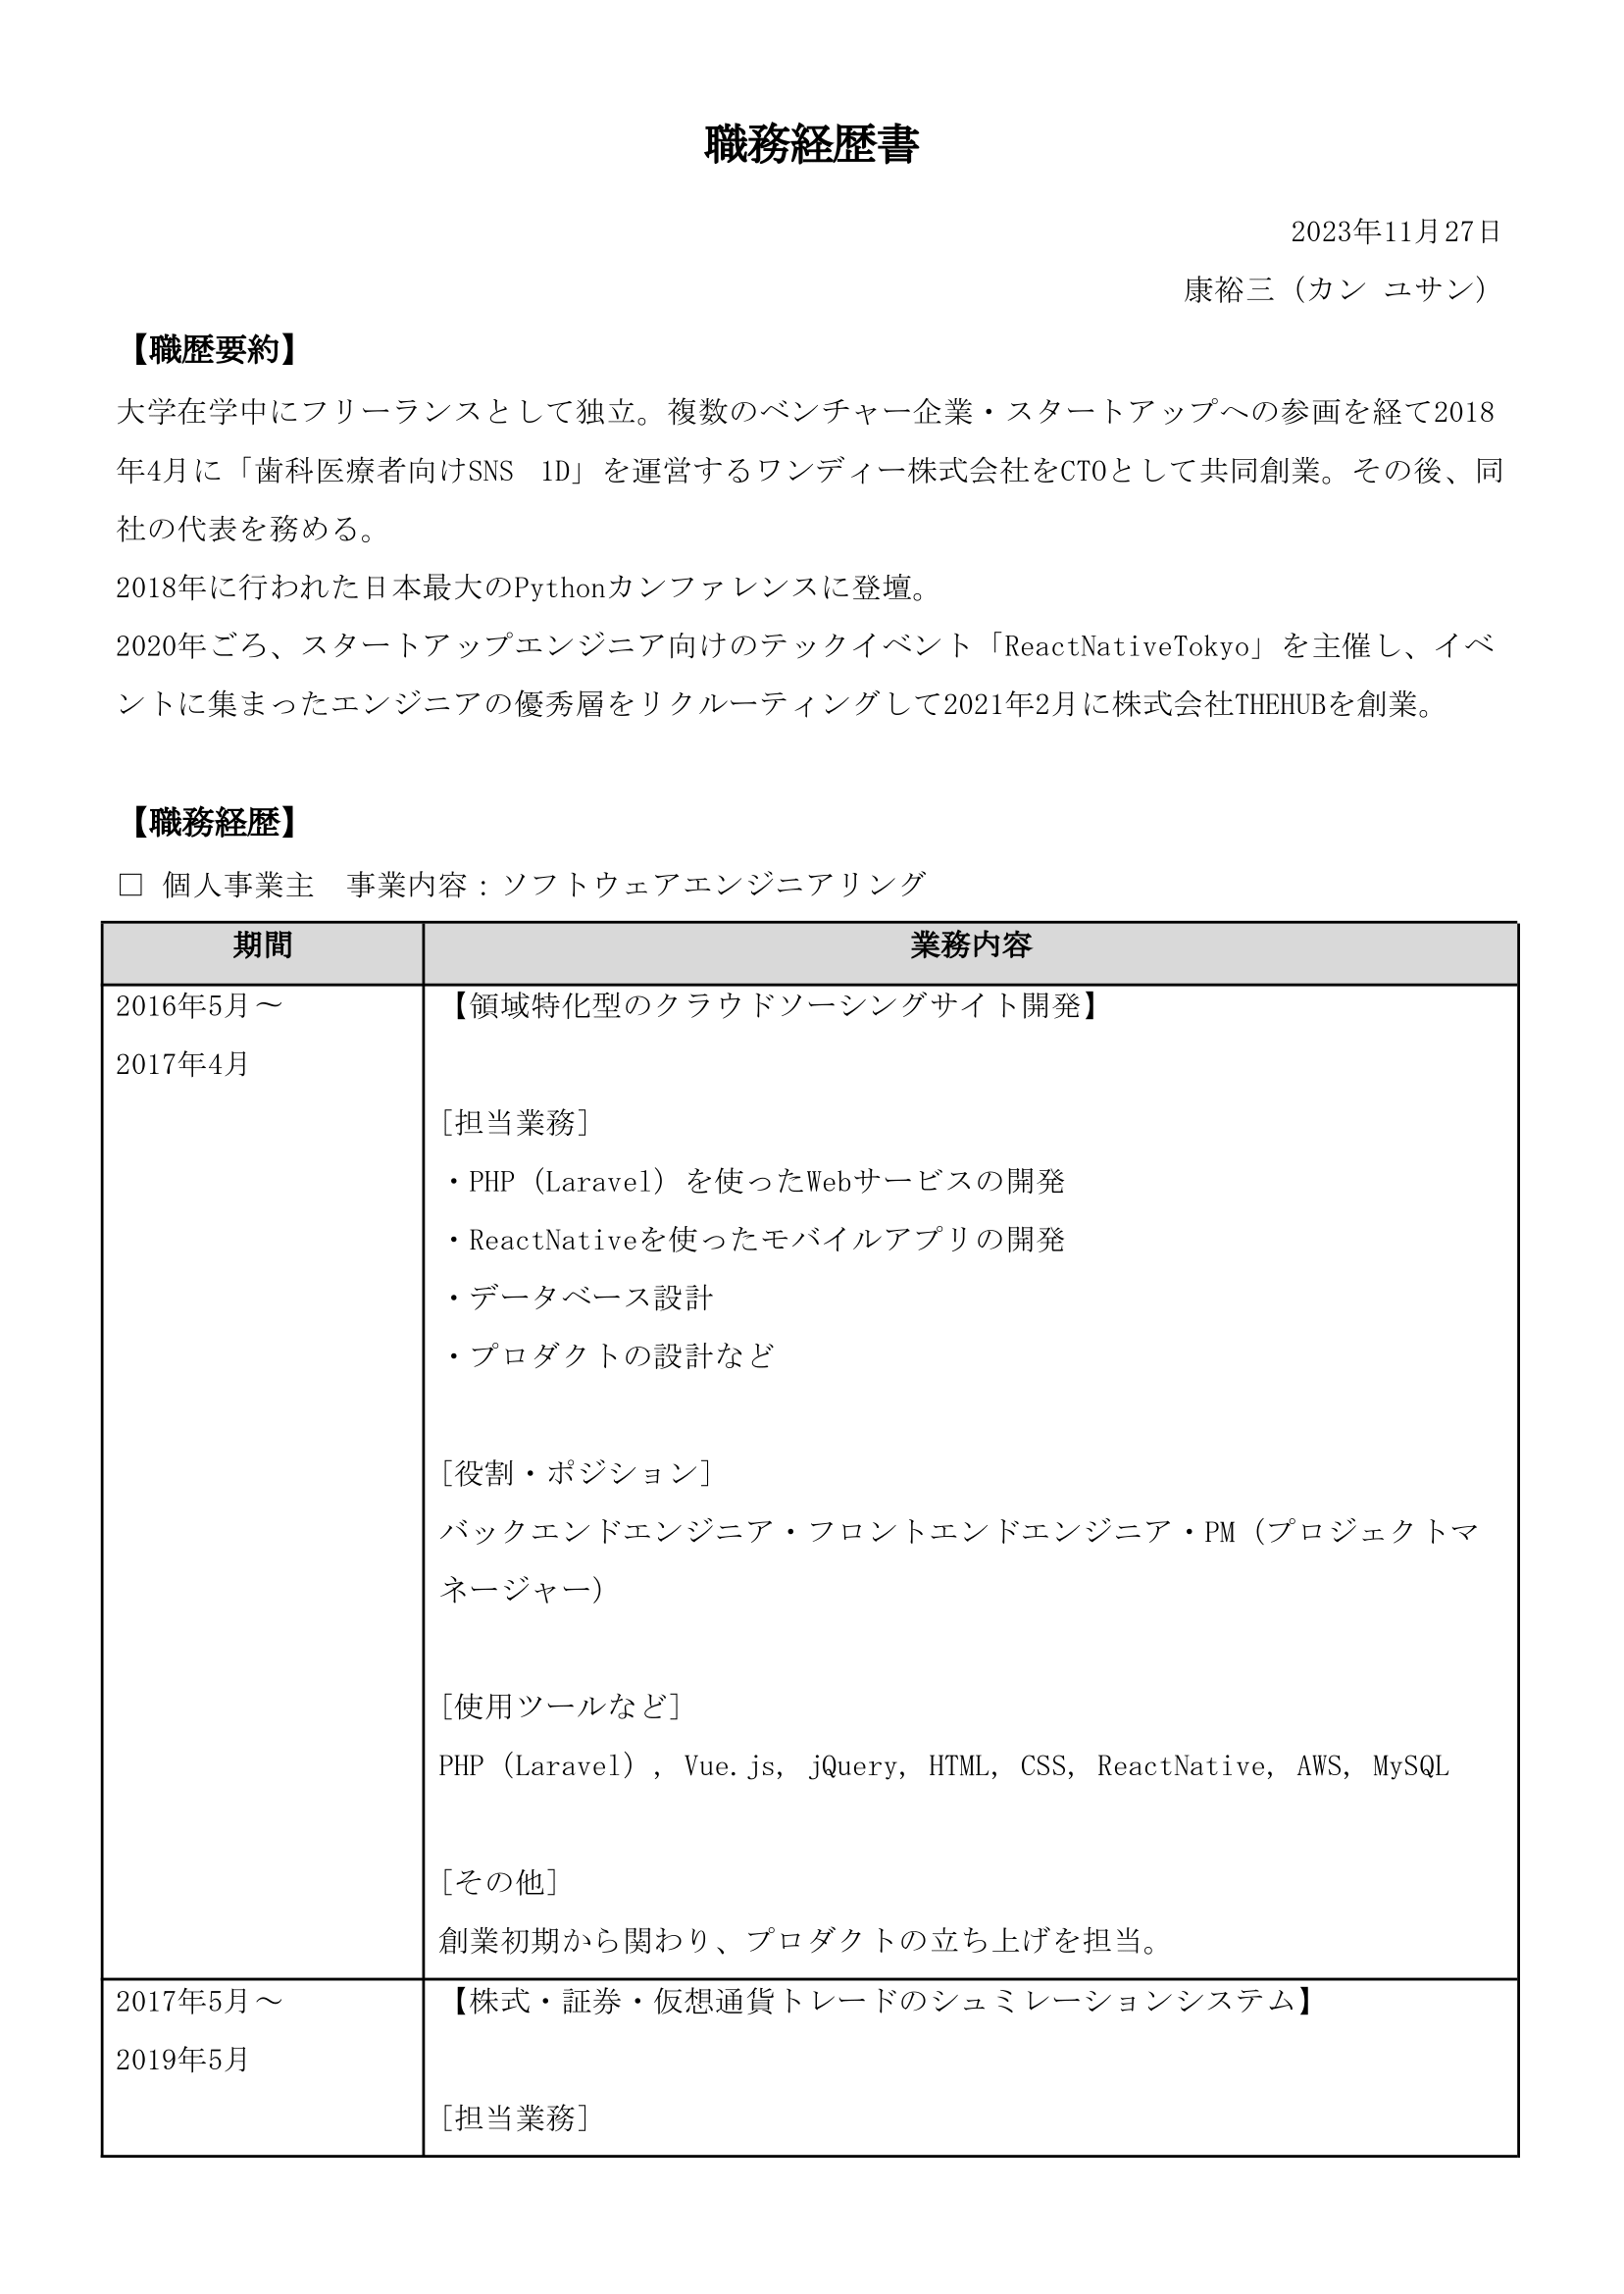 職務経歴書
2023年11月27日
康裕三（カン ユサン）
【職歴要約】
大学在学中にフリーランスとして独立。複数のベンチャー企業・スタートアップへの参画を経て2018
年4月に「歯科医療者向けSNS　1D」を運営するワンディー株式会社をCTOとして共同創業。その後、同
社の代表を務める。
2018年に行われた日本最大のPythonカンファレンスに登壇。
2020年ごろ、スタートアップエンジニア向けのテックイベント「ReactNativeTokyo」を主催し、イベ
ントに集まったエンジニアの優秀層をリクルーティングして2021年2月に株式会社THEHUBを創業。
【職務経歴】
□ 個人事業主　事業内容：ソフトウェアエンジニアリング
期間　業務内容
2016年5月～　【領域特化型のクラウドソーシングサイト開発】
2017年4月
[担当業務]
・PHP（Laravel）を使ったWebサービスの開発
・ReactNativeを使ったモバイルアプリの開発
・データベース設計
・プロダクトの設計など
[役割・ポジション]
バックエンドエンジニア・フロントエンドエンジニア・PM（プロジェクトマ
ネージャー）
[使用ツールなど]
PHP（Laravel）, Vue.js, jQuery, HTML, CSS, ReactNative, AWS, MySQL
[その他]
創業初期から関わり、プロダクトの立ち上げを担当。
2017年5月～　【株式・証券・仮想通貨トレードのシュミレーションシステム】
2019年5月
[担当業務]